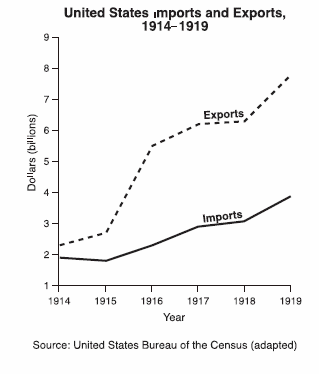 United States Imports and Exports,
1914–1919
9
8
7
6
5
4
3
2
1
Dollars (billions)
Exports
Imports
1914 1915 1916 1917 1918 1919
Year
Source: United States Bureau of the Census (adapted)